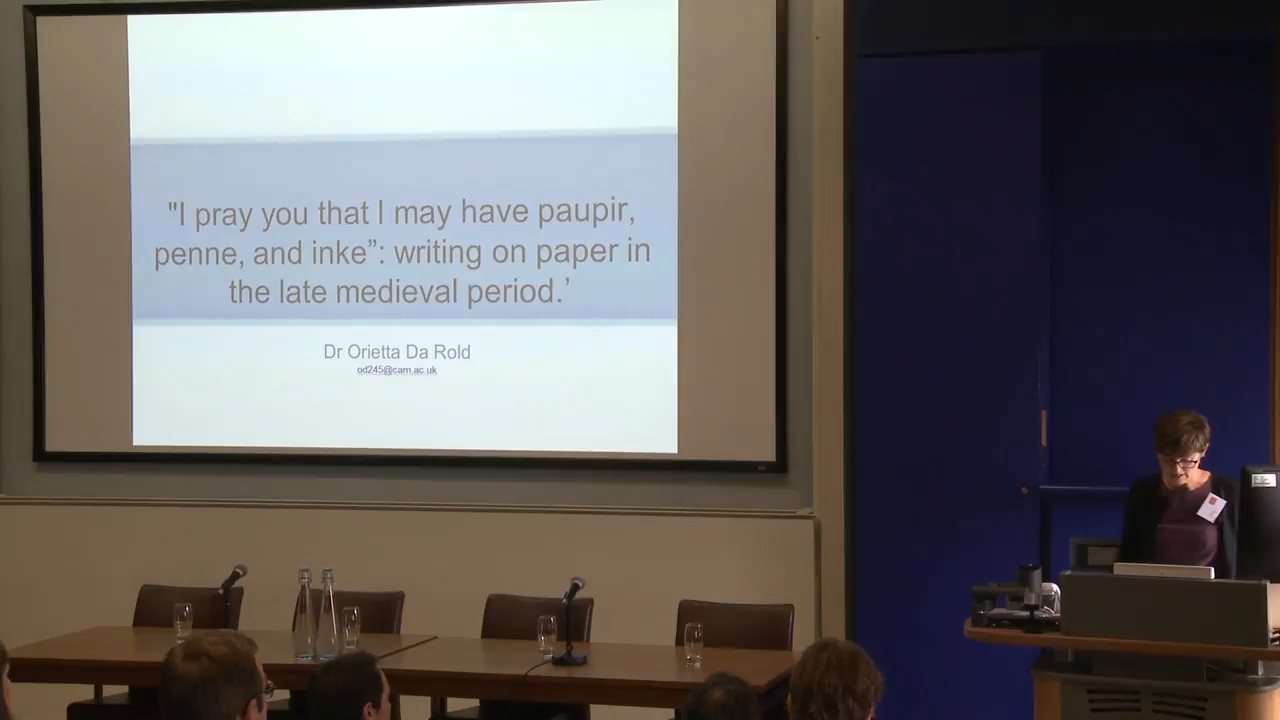 "I pray you that I may have paupir,
penne, and inke”: writing on paper in
the late medieval period.’
Dr Orietta Da Rold
od245@cam.ac.uk